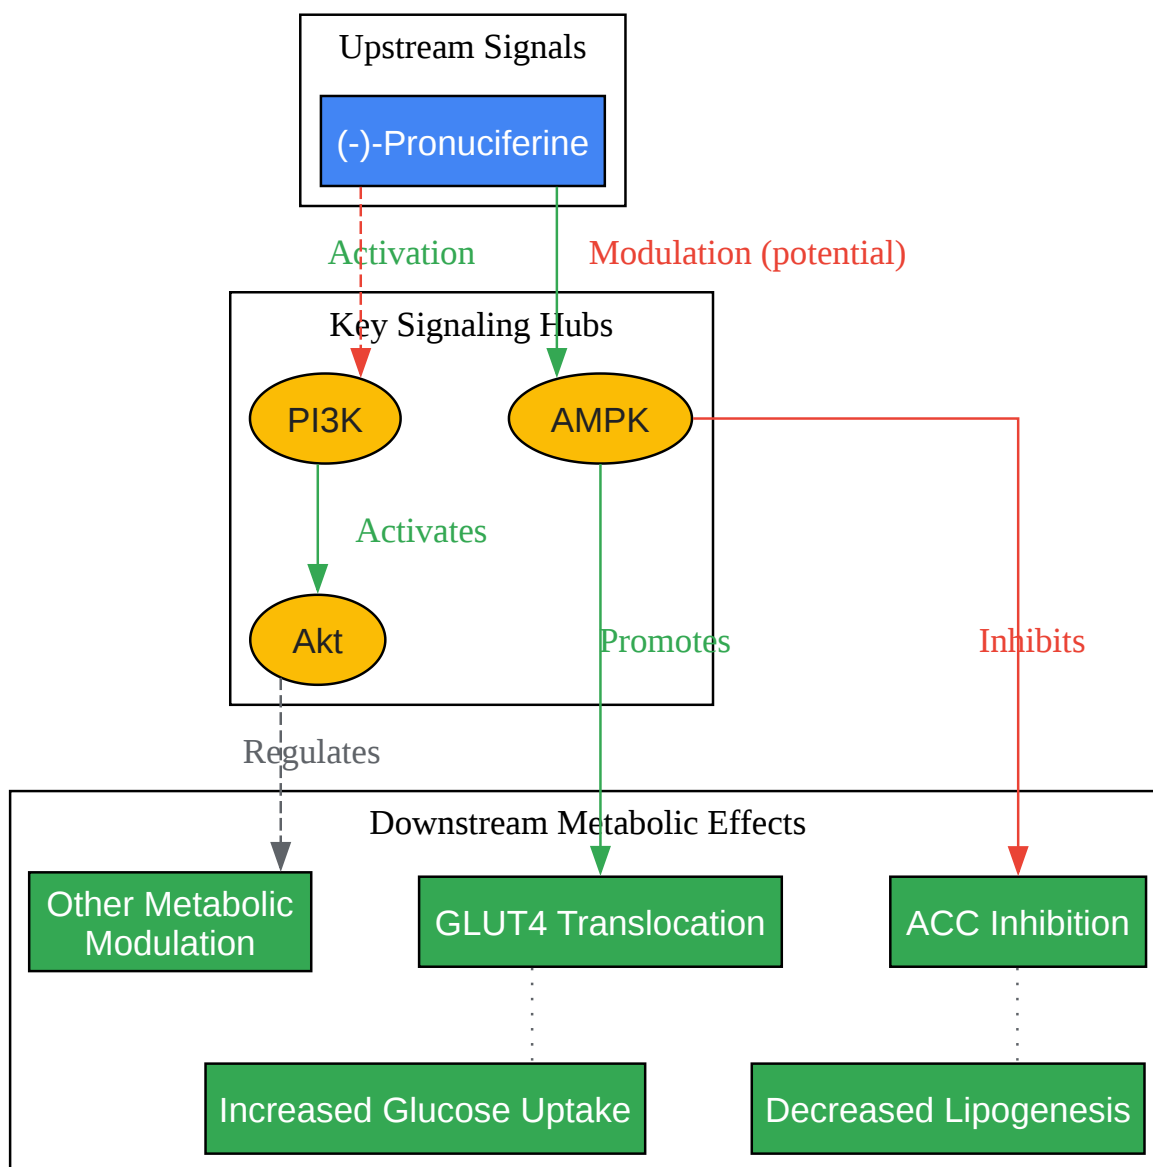 Upstream Signals
(-)-Pronuciferine
Activation
Modulation (potential)
Key Signaling Hubs
PI3K
AMPK
Activates
Akt
Promotes
Inhibits
Regulates
Downstream Metabolic Effects
Other Metabolic
Modulation
GLUT4 Translocation
ACC Inhibition
Increased Glucose Uptake
Decreased Lipogenesis